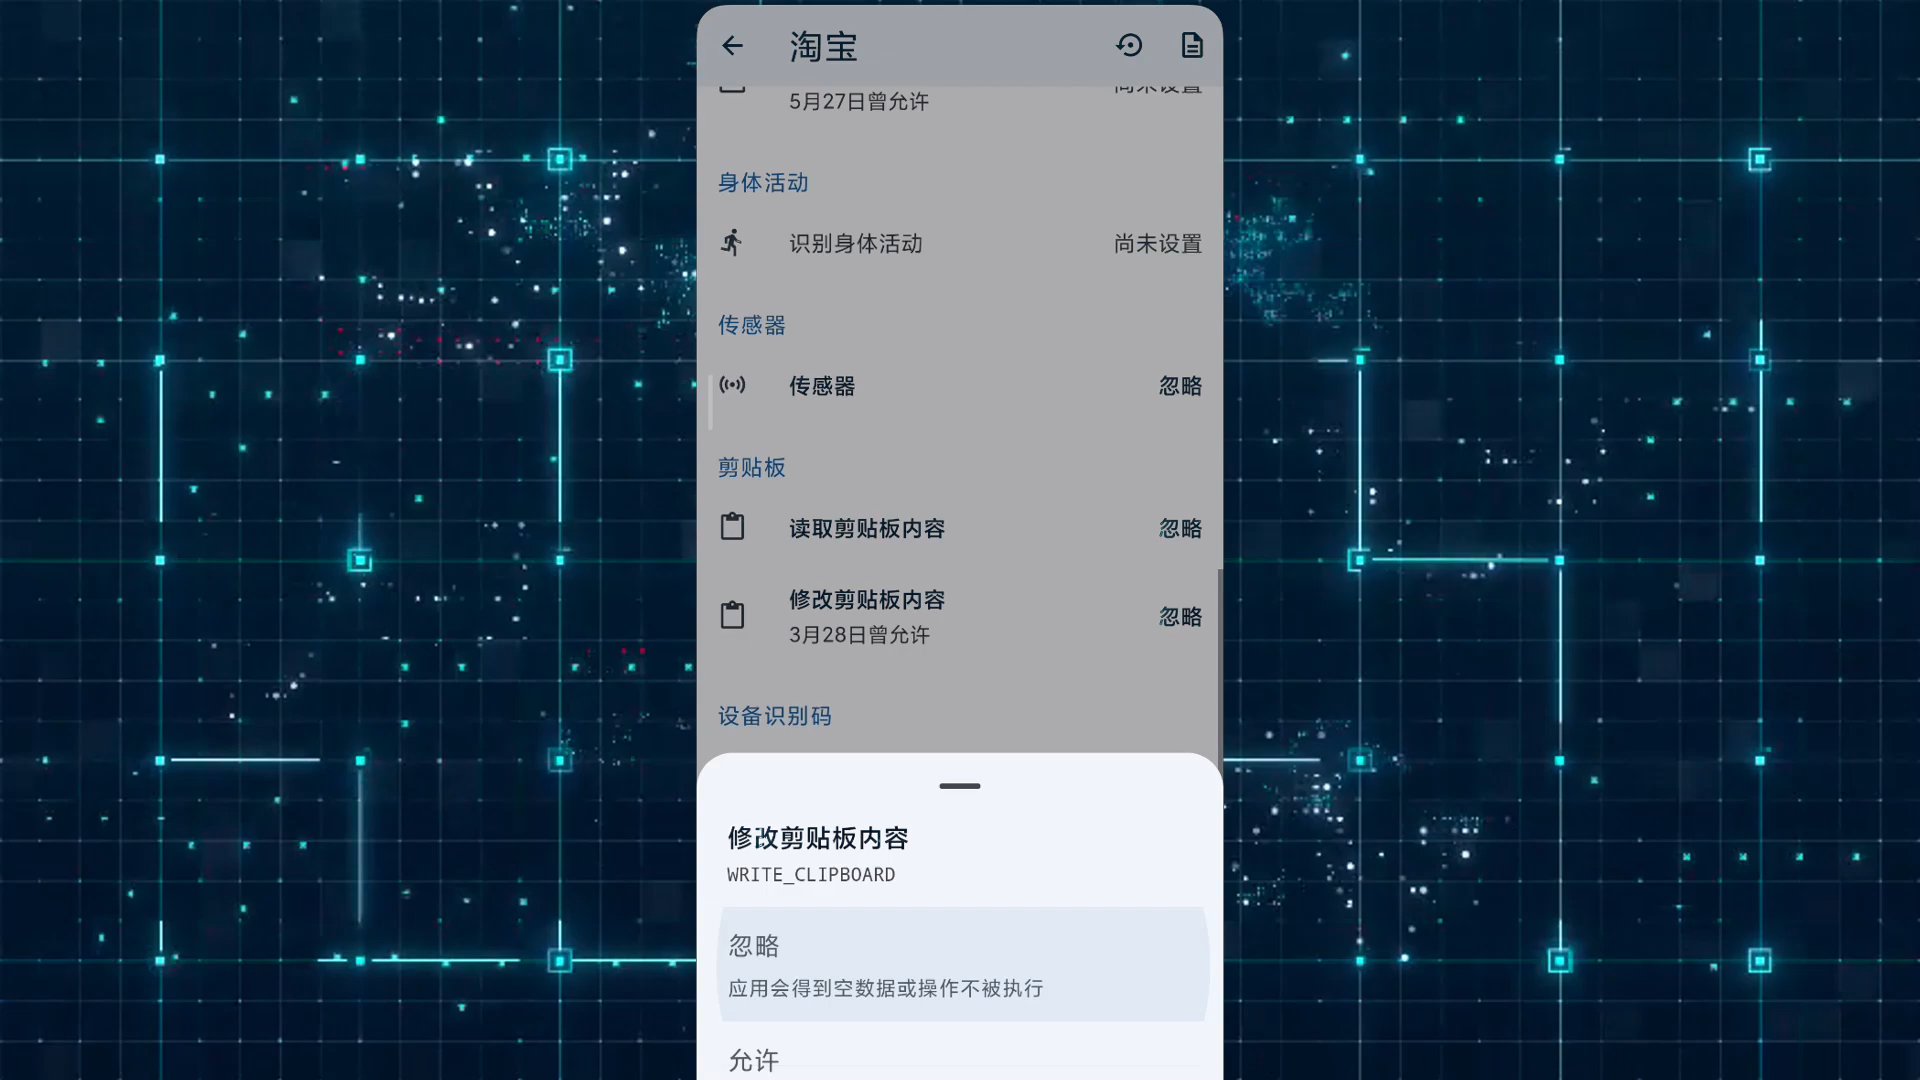 淘宝
5月27日曾允许
尚未设置
身体活动
识别身体活动
尚未设置
传感器
传感器
忽略
剪贴板
读取剪贴板内容
忽略
修改剪贴板内容
3月28日曾允许
忽略
设备识别码
修改剪贴板内容
WRITE_CLIPBOARD
忽略
应用会得到空数据或操作不被执行
允许